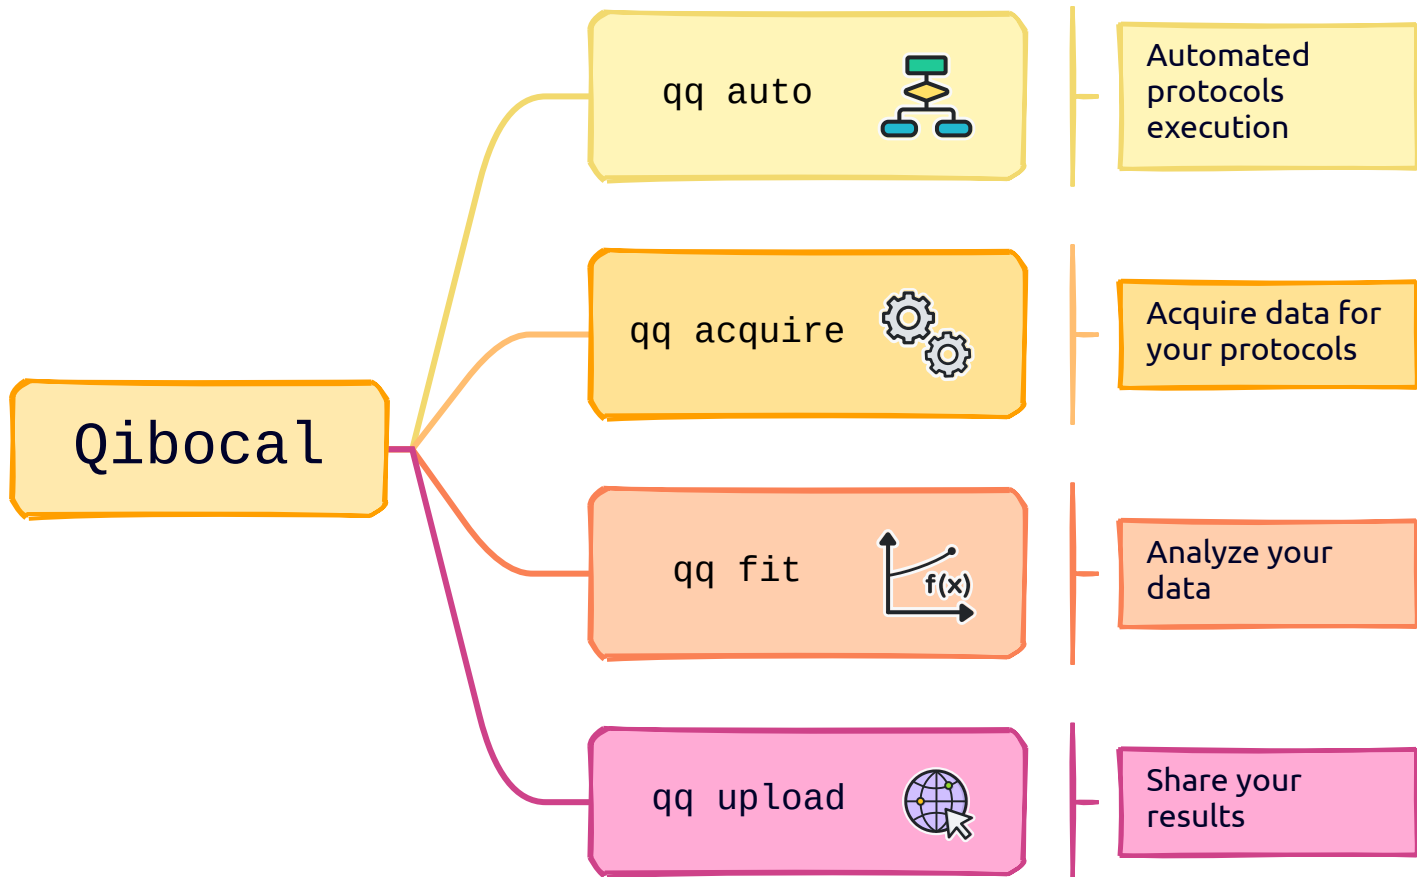 qq auto
Automated
protocols
execution
qq acquire
Acquire data for
your protocols
Qibocal
qq fit
f(x)
Analyze your
data
qq upload
Share your
results